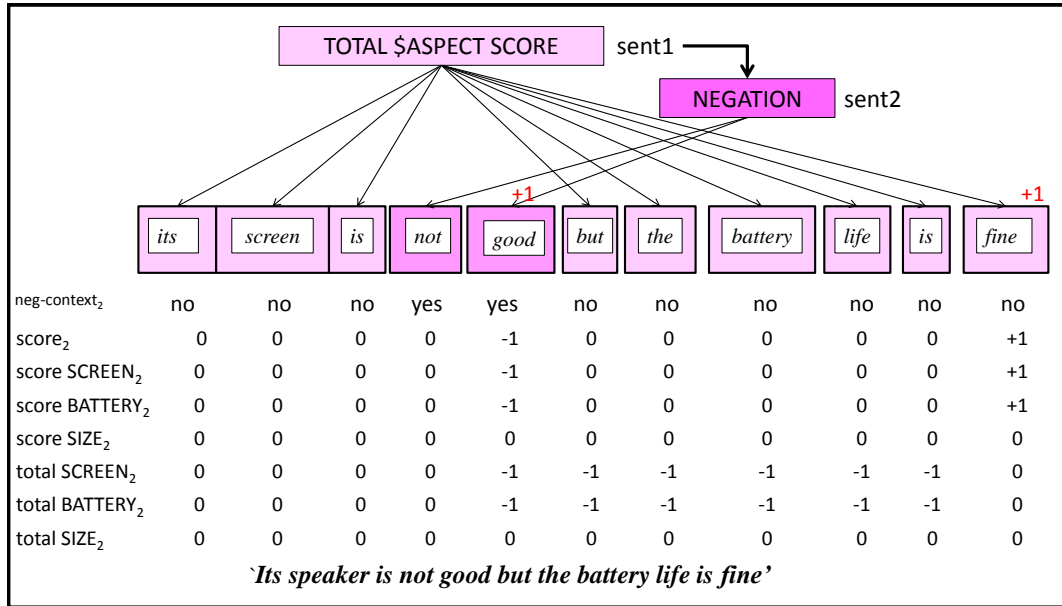 TOTAL $ASPECT SCORE sent1
NEGATION sent2
+1 +1
its screen is not good but the battery life is fine
neg-context₂ no no no yes yes no no no no no no
score₂ 0 0 0 0 -1 0 0 0 0 0 +1
score SCREEN₂ 0 0 0 0 -1 0 0 0 0 0 +1
score BATTERY₂ 0 0 0 0 -1 0 0 0 0 0 +1
score SIZE₂ 0 0 0 0 0 0 0 0 0 0 0
total SCREEN₂ 0 0 0 0 -1 -1 -1 -1 -1 -1 0
total BATTERY₂ 0 0 0 0 -1 -1 -1 -1 -1 -1 0
total SIZE₂ 0 0 0 0 0 0 0 0 0 0 0
`Its speaker is not good but the battery life is fine’